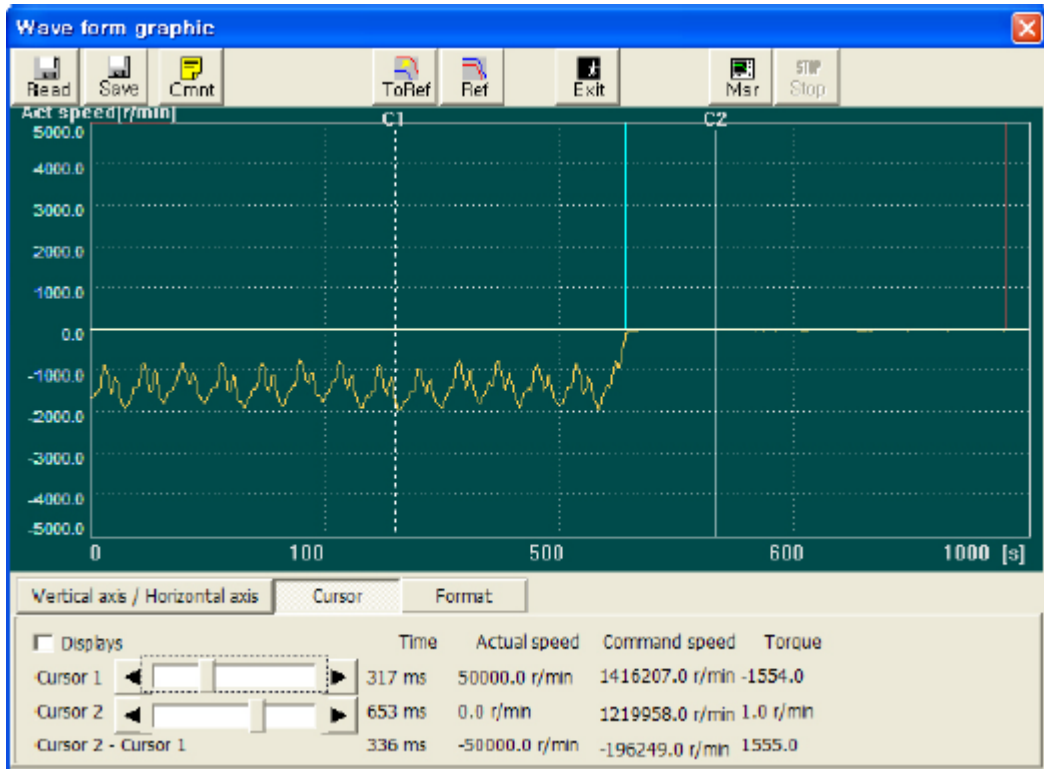 Wave form graphic
Read Save Cmnt ToRef Ref Exit Msr STOP Stop
Act speed[r/min] C1 C2
5000.0
4000.0
3000.0
2000.0
1000.0
0.0
-1000.0
-2000.0
-3000.0
-4000.0
-5000.0
0 100 500 600 1000 [s]
Vertical axis / Horizontal axis Cursor Format
Displays Time Actual speed Command speed Torque
Cursor 1 317 ms 50000.0 r/min 1416207.0 r/min -1554.0
Cursor 2 653 ms 0.0 r/min 1219958.0 r/min 1.0 r/min
Cursor 2 - Cursor 1 336 ms -50000.0 r/min -196249.0 r/min 1555.0